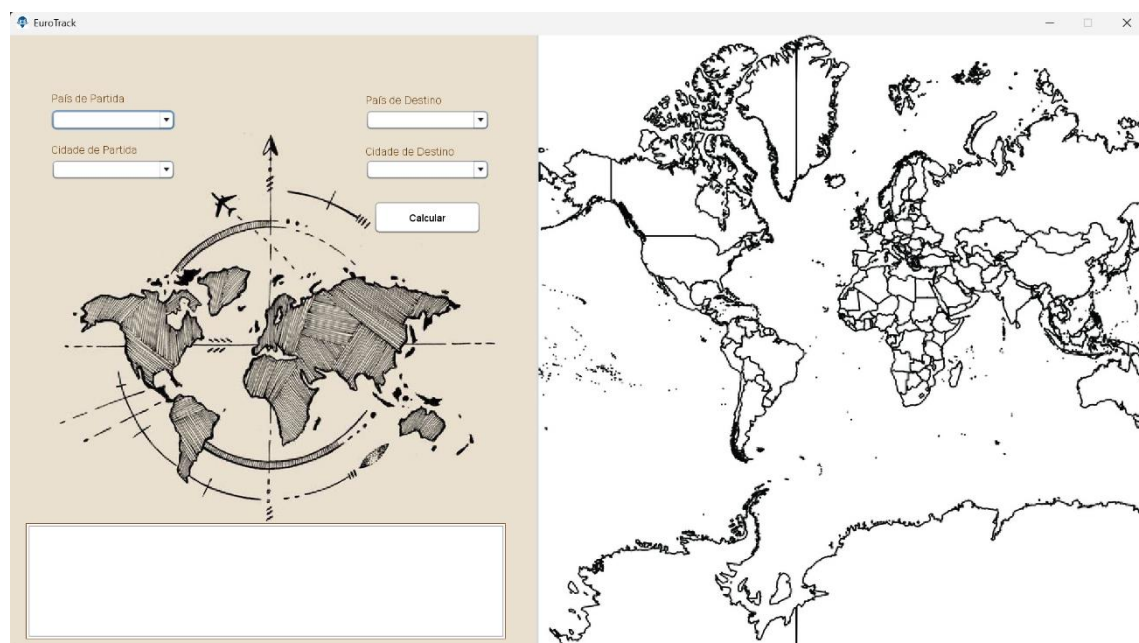 EuroTrack
País de Partida
País de Destino
Cidade de Partida
Cidade de Destino
Calcular